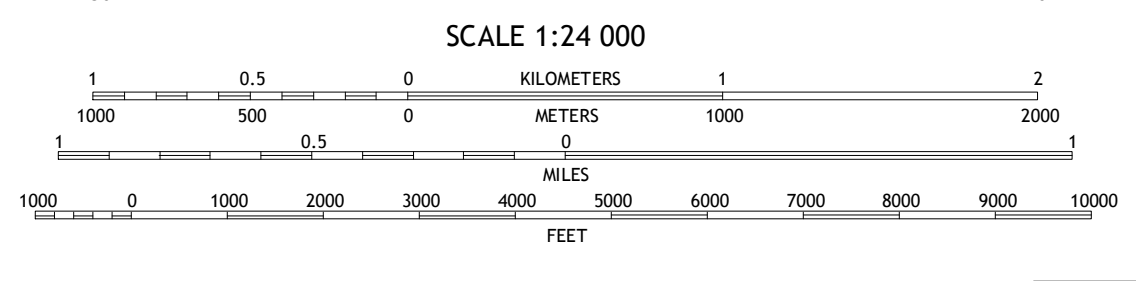 SCALE 1:24 000
1 0.5 0 KILOMETERS 1 2
1000 500 0 METERS 1000 2000
1 0.5 0 1
MILES
1000 0 1000 2000 3000 4000 5000 6000 7000 8000 9000 10000
FEET